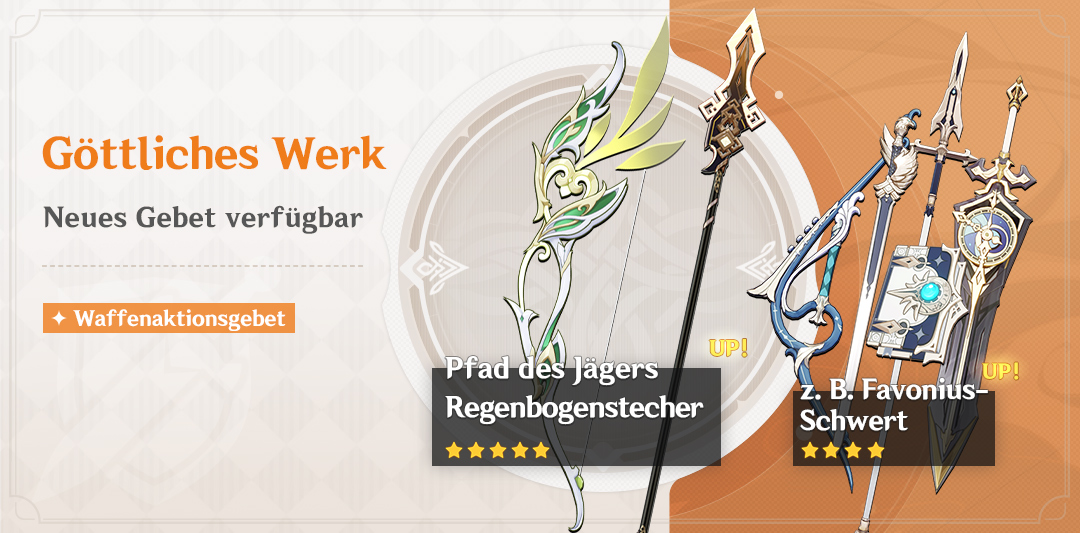 Göttliches Werk
Neues Gebet verfügbar
✦ Waffenaktionsgebet
Pfad des Jägers
Regenbogenstecher
UP!
z. B. Favonius-
Schwert
UP!